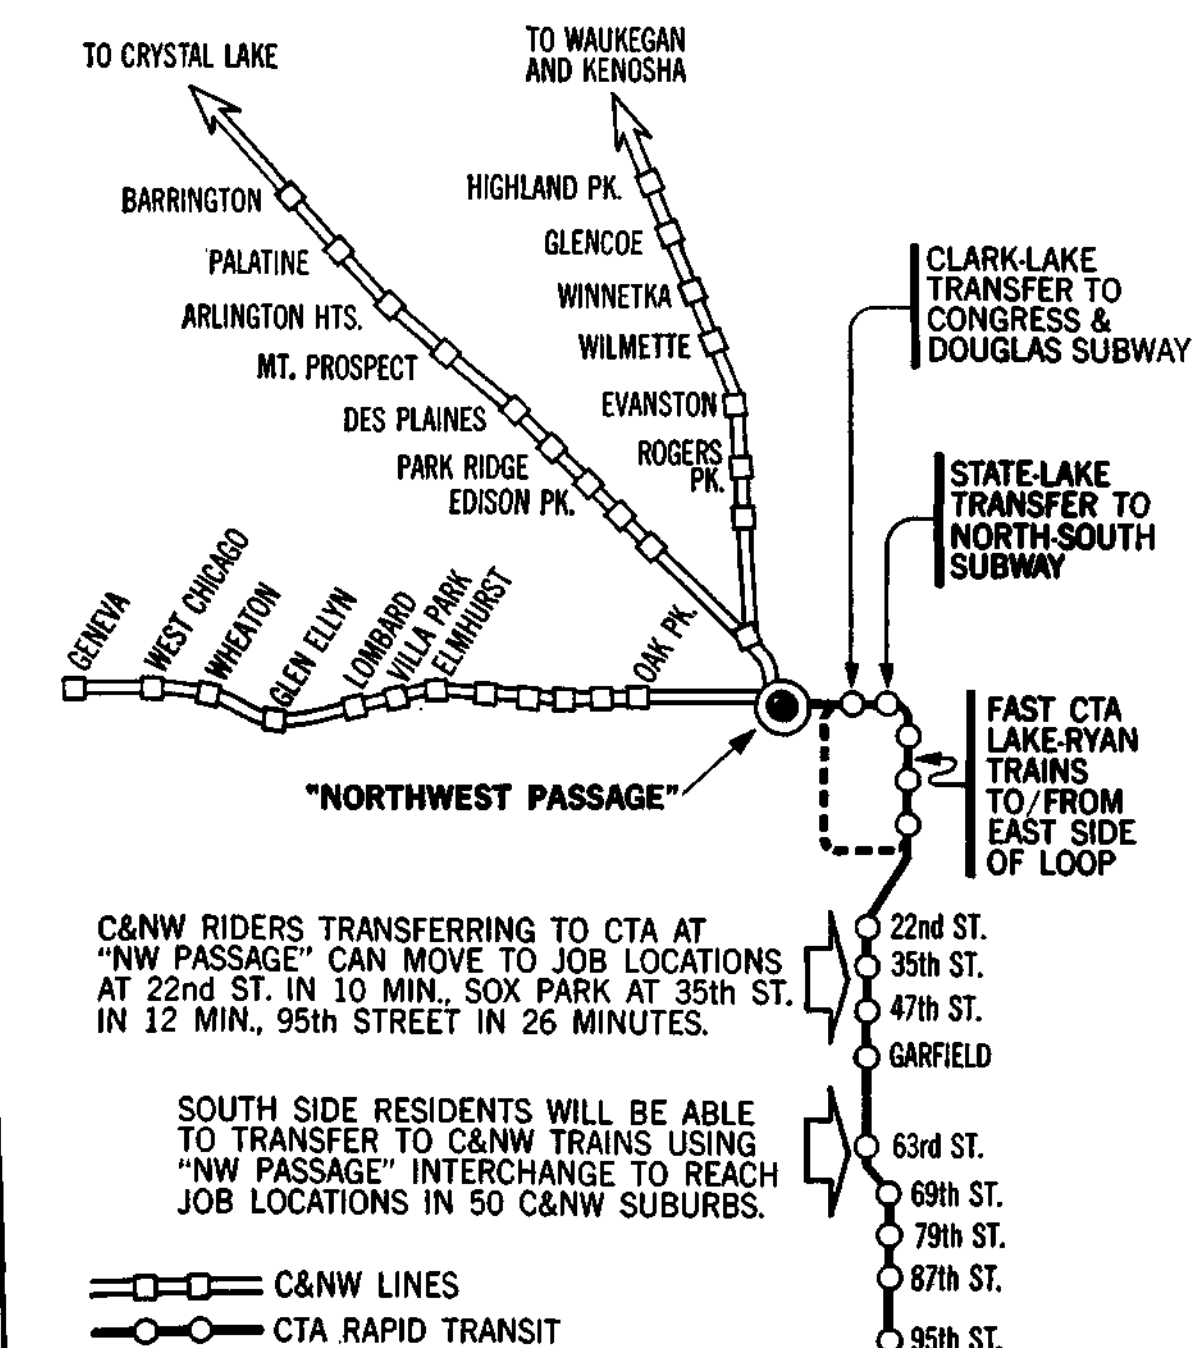 TO CRYSTAL LAKE
TO WAUKEGAN
AND KENOSHA
BARRINGTON
PALATINE
ARLINGTON HTS.
MT. PROSPECT
DES PLAINES
PARK RIDGE
EDISON PK.
HIGHLAND PK.
GLENCOE
WINNETKA
WILMETTE
EVANSTON
ROGERS
PK.
CLARK-LAKE
TRANSFER TO
CONGRESS &
DOUGLAS SUBWAY
STATE-LAKE
TRANSFER TO
NORTH-SOUTH
SUBWAY
GENEVA
WEST CHICAGO
WHEATON
GLEN ELLYN
LOMBARD
VILLA PARK
ELMHURST
OAK PK.
"NORTHWEST PASSAGE"
FAST CTA
LAKE-RYAN
TRAINS
TO/FROM
EAST SIDE
OF LOOP
C&NW RIDERS TRANSFERRING TO CTA AT
"NW PASSAGE" CAN MOVE TO JOB LOCATIONS
AT 22nd ST. IN 10 MIN., SOX PARK AT 35th ST.
IN 12 MIN., 95th STREET IN 26 MINUTES.
22nd ST.
35th ST.
47th ST.
GARFIELD
SOUTH SIDE RESIDENTS WILL BE ABLE
TO TRANSFER TO C&NW TRAINS USING
"NW PASSAGE" INTERCHANGE TO REACH
JOB LOCATIONS IN 50 C&NW SUBURBS.
63rd ST.
69th ST.
79th ST.
87th ST.
95th ST.
C&NW LINES
CTA RAPID TRANSIT